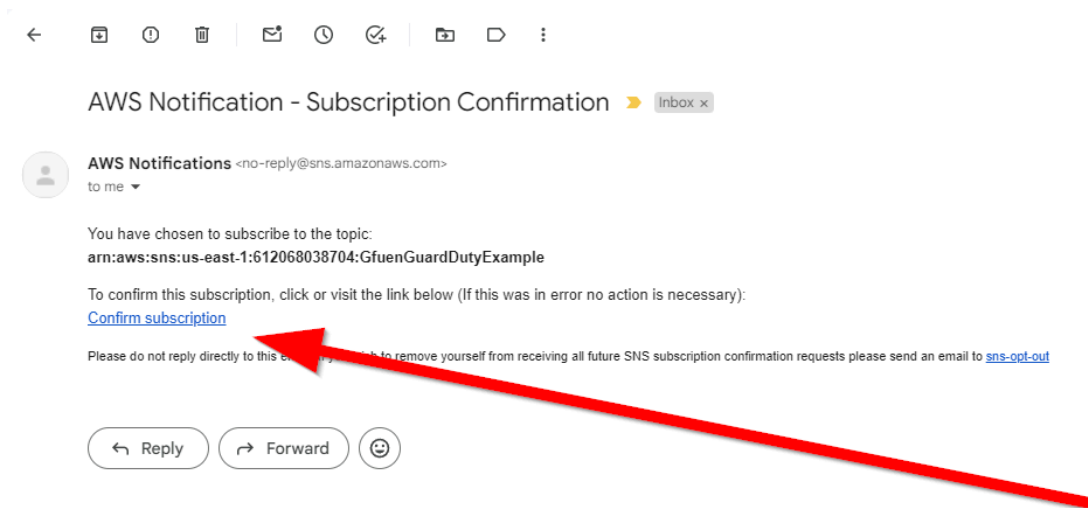 AWS Notification - Subscription Confirmation Inbox x
AWS Notifications <no-reply@sns.amazonaws.com>
to me
You have chosen to subscribe to the topic:
arn:aws:sns:us-east-1:612068038704:GfuenGuardDutyExample
To confirm this subscription, click or visit the link below (If this was in error no action is necessary):
Confirm subscription
Please do not reply directly to this to remove yourself from receiving all future SNS subscription confirmation requests please send an email to sns-opt-out
Reply Forward